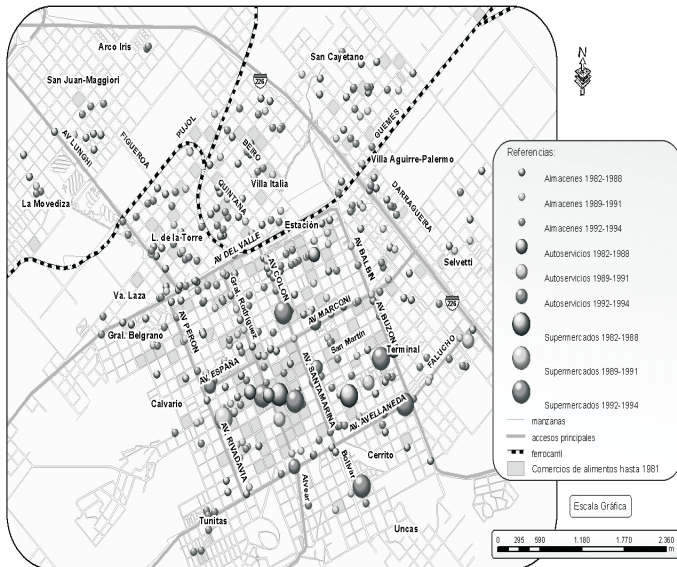 Arco Iris
San Cayetano
N
San Juan-Maggiori
226
AV LUNGHI
FIGUEROA
PUJOL
BEIRO
GUEMES
Villa Aguirre-Palermo
La Movediza
QUINTANA
Villa Italia
DARRAGUEIRA
Estación
L. de la Torre
AV DEL VALLE
AV BALBIN
Selvetti
Va. Laza
Gral. Rodriguez
AV COLON
226
AV PERON
AV MARCONI
AV BUZON
Gral. Belgrano
San Martín
Terminal
FALUCHO
AV. ESPAÑA
AV. SANTAMARINA
Calvario
AV. AVELLANEDA
AV. RIVADAVIA
Bolívar
Cerrito
Alvear
Tunitas
Uncas
Referencias:
Almacenes 1982-1988
Almacenes 1989-1991
Almacenes 1992-1994
Autoservicios 1982-1988
Autoservicios 1989-1991
Autoservicios 1992-1994
Supermercados 1982-1988
Supermercados 1989-1991
Supermercados 1992-1994
manzanas
accesos principales
ferrocarril
Comercios de alimentos hasta 1981
Escala Gráfica
0 295 590 1.180 1.770 2.360
m